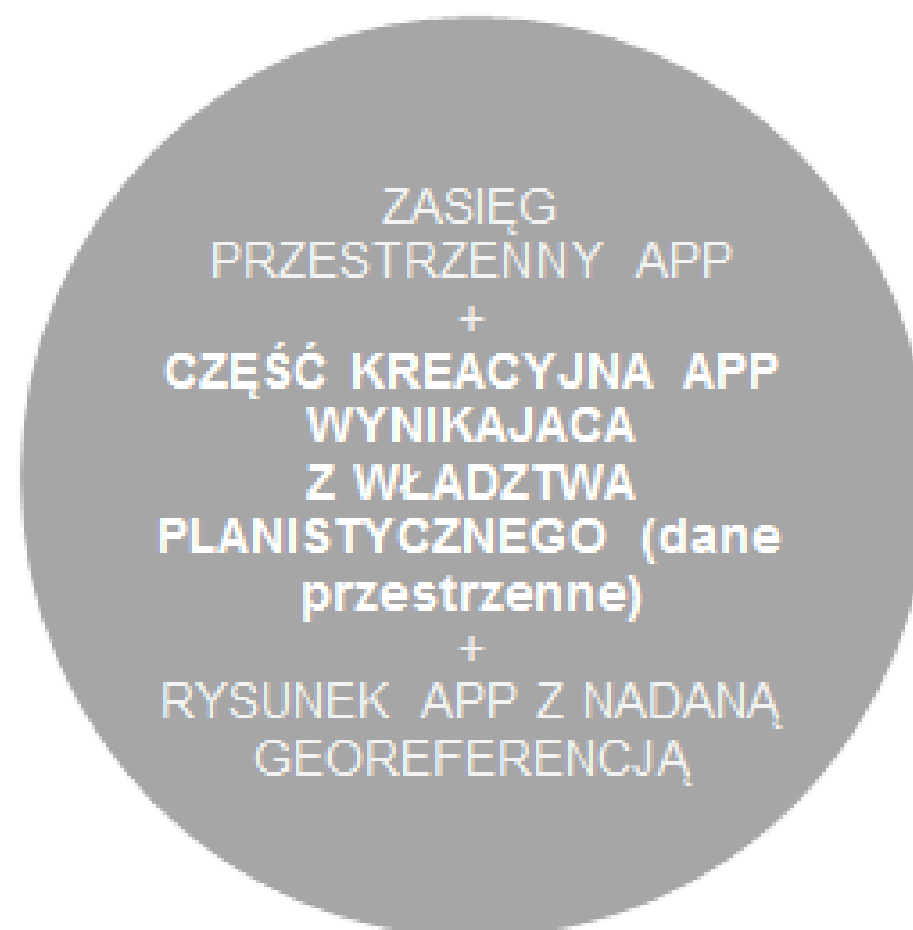 ZASIĘG
PRZESTRZENNY APP
+
CZĘŚĆ KREACYJNA APP
WYNIKAJACA
Z WŁADZTWA
PLANISTYCZNEGO (dane
przestrzenne)
+
RYSUNEK APP Z NADANĄ
GEOREFERENCJĄ